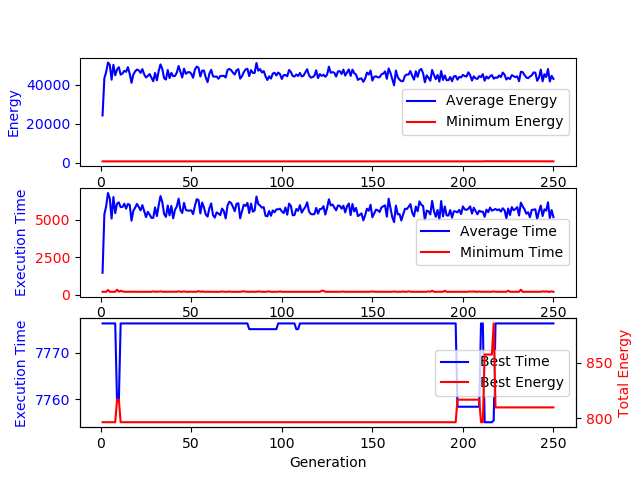 40000
20000
0
Energy
Average Energy
Minimum Energy
0 50 100 150 200 250
5000
2500
0
Execution Time
Average Time
Minimum Time
0 50 100 150 200 250
7770
7760
Execution Time
Best Time
Best Energy
850
800
Total Energy
0 50 100 150 200 250
Generation